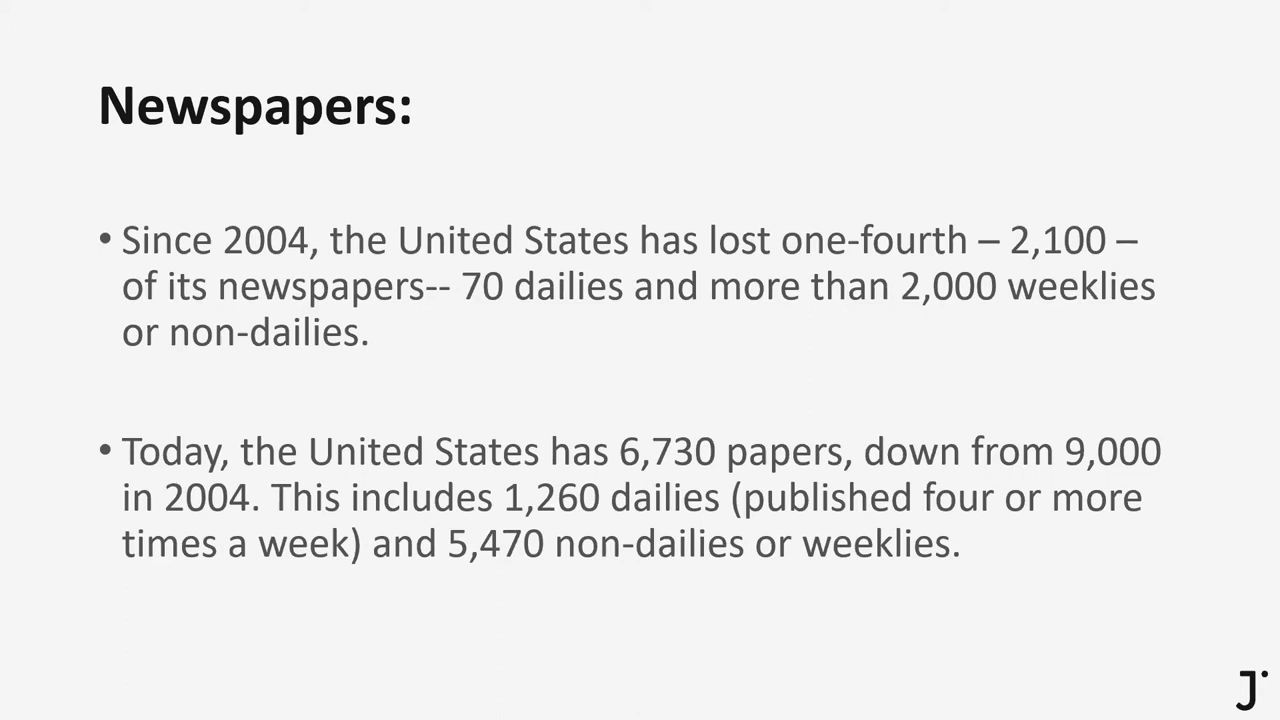 Newspapers:
• Since 2004, the United States has lost one-fourth – 2,100 –
of its newspapers-- 70 dailies and more than 2,000 weeklies
or non-dailies.
• Today, the United States has 6,730 papers, down from 9,000
in 2004. This includes 1,260 dailies (published four or more
times a week) and 5,470 non-dailies or weeklies.
J